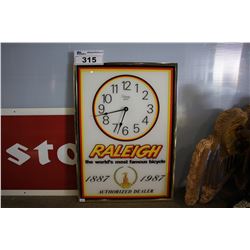 315
12
11 1
10 2
9 3
8 4
7 5
6
RALEIGH
the world's most famous bicycle
1887 1987
AUTHORIZED DEALER
sto